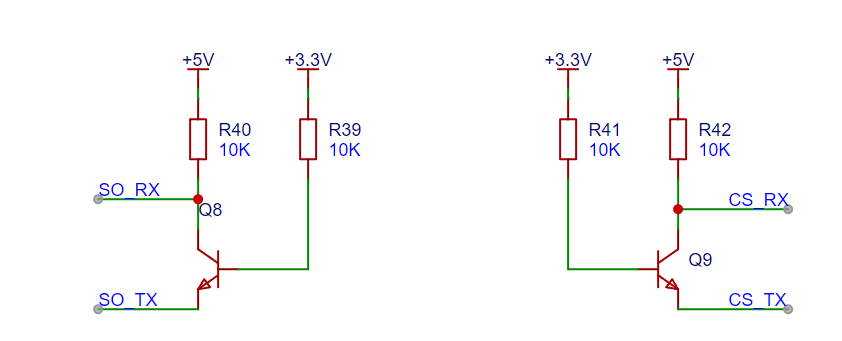 +5V
+3.3V
R40
10K
R39
10K
SO_RX
Q8
SO_TX
+3.3V
+5V
R41
10K
R42
10K
CS_RX
Q9
CS_TX